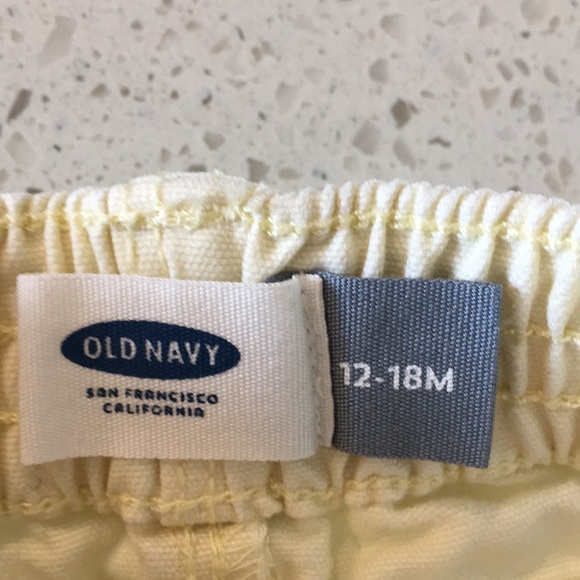 OLD NAVY
SAN FRANCISCO
CALIFORNIA
12-18M